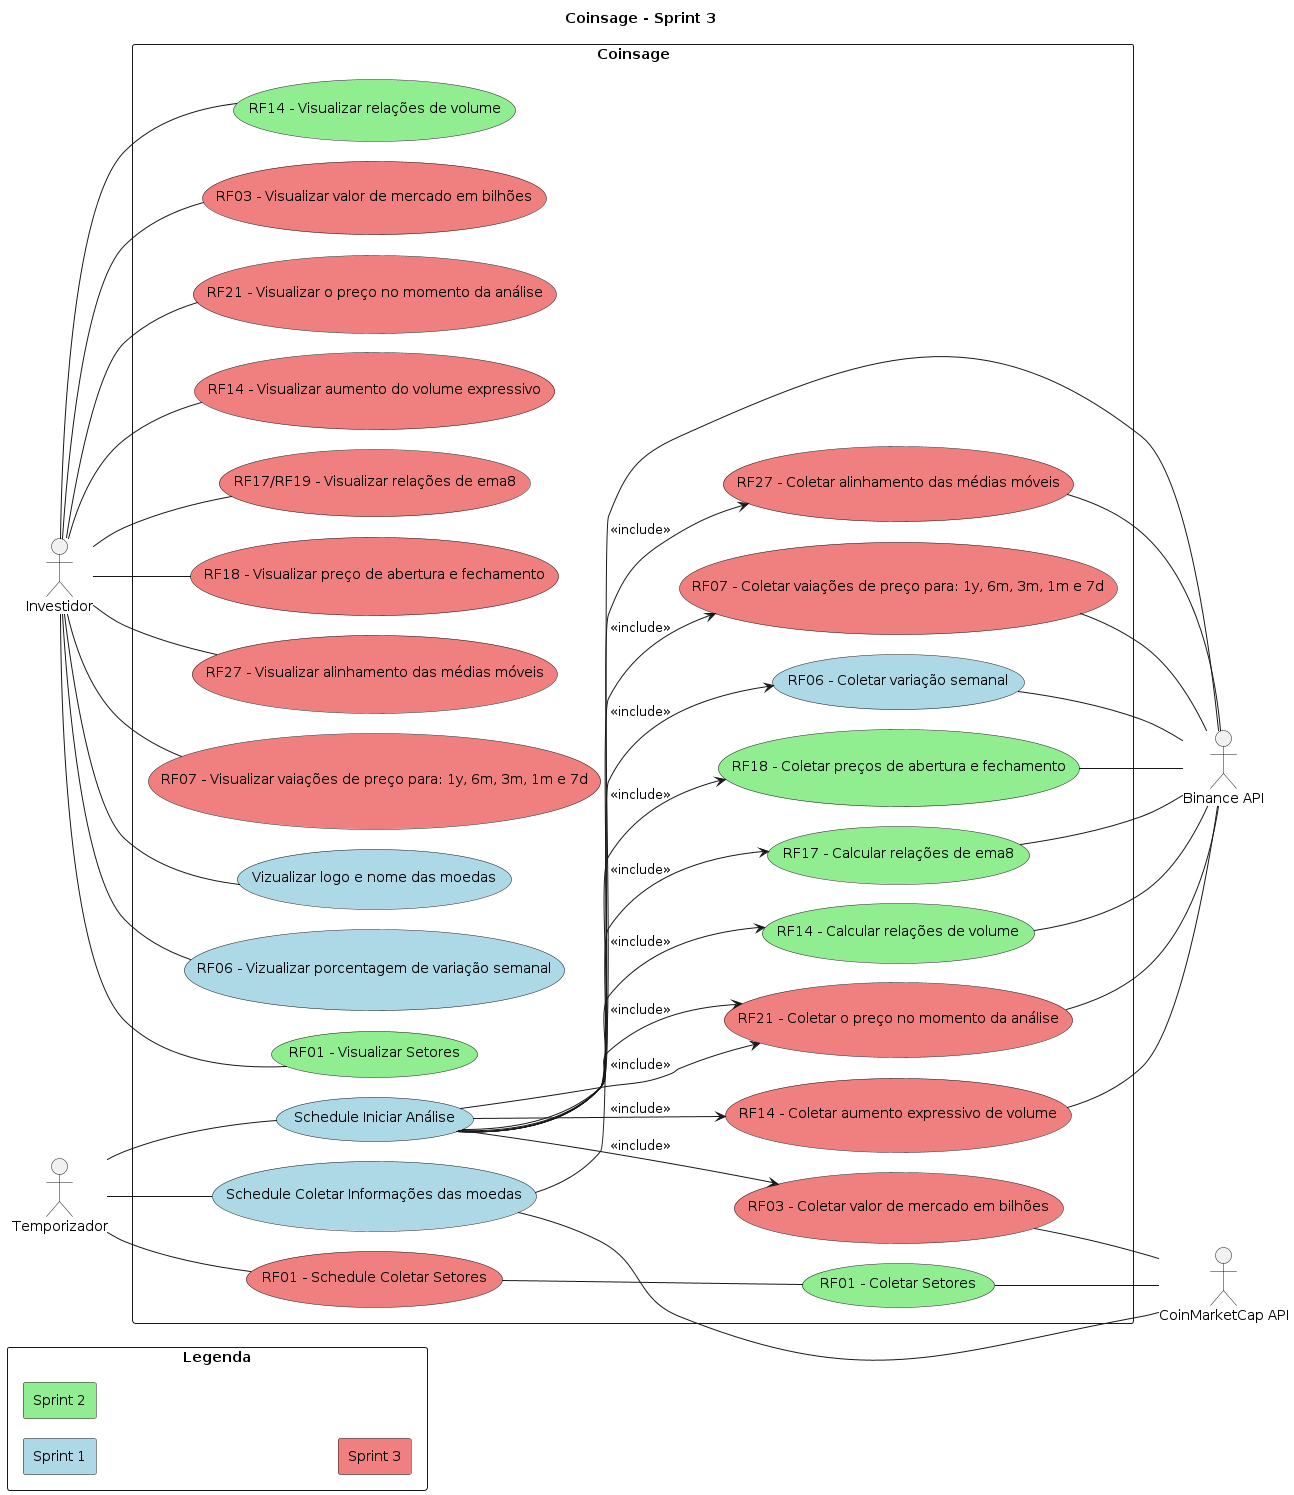 Coinsage - Sprint 3
Coinsage
RF14 - Visualizar relações de volume
RF03 - Visualizar valor de mercado em bilhões
RF21 - Visualizar o preço no momento da análise
RF14 - Visualizar aumento do volume expressivo
RF17/RF19 - Visualizar relações de ema8
RF18 - Visualizar preço de abertura e fechamento
RF27 - Visualizar alinhamento das médias móveis
RF07 - Visualizar vaiações de preço para: 1y, 6m, 3m, 1m e 7d
Vizualizar logo e nome das moedas
RF06 - Vizualizar porcentagem de variação semanal
RF01 - Visualizar Setores
Schedule Iniciar Análise
Schedule Coletar Informações das moedas
RF01 - Schedule Coletar Setores
Investidor
Temporizador
«include»
«include»
«include»
«include»
«include»
«include»
«include»
«include»
«include»
«include»
RF27 - Coletar alinhamento das médias móveis
RF07 - Coletar vaiações de preço para: 1y, 6m, 3m, 1m e 7d
RF06 - Coletar variação semanal
RF18 - Coletar preços de abertura e fechamento
RF17 - Calcular relações de ema8
RF14 - Calcular relações de volume
RF21 - Coletar o preço no momento da análise
RF14 - Coletar aumento expressivo de volume
RF03 - Coletar valor de mercado em bilhões
RF01 - Coletar Setores
Binance API
CoinMarketCap API
Legenda
Sprint 2
Sprint 1
Sprint 3